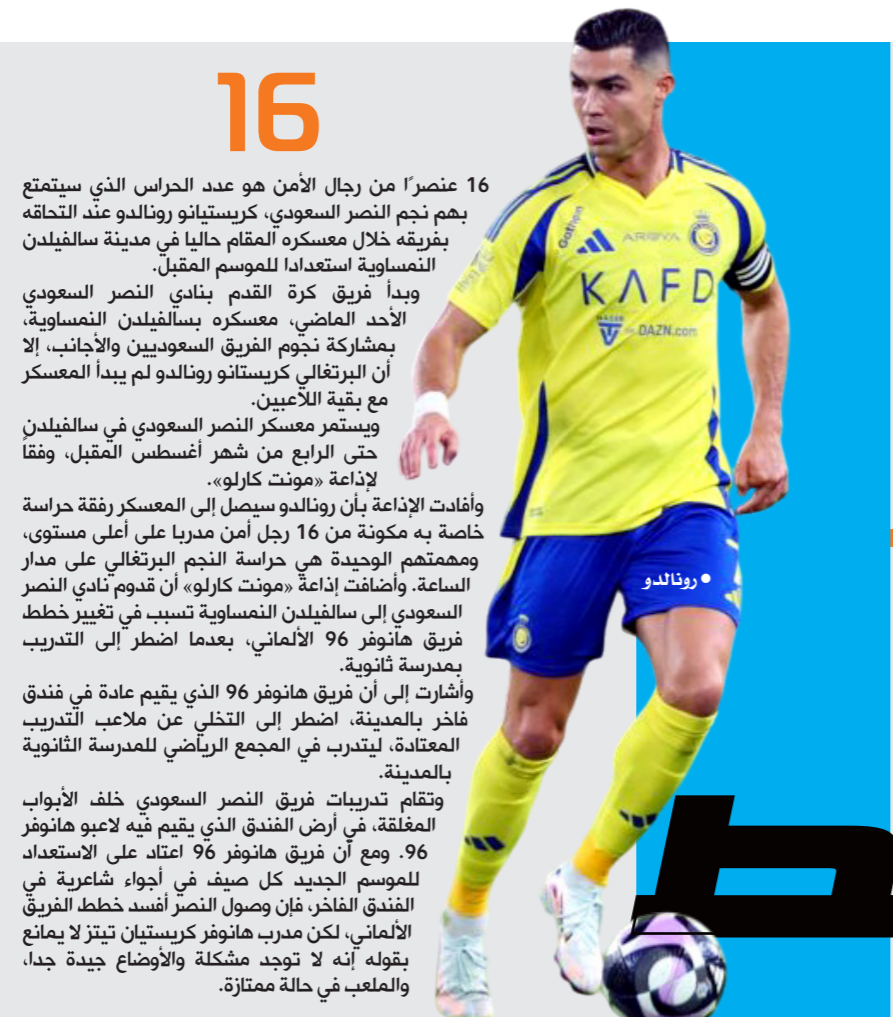 16
16 عنصرًا من رجال الأمن هو عدد الحراس الذي سيتمتع
بهم نجم النصر السعودي، كريستيانو رونالدو عند التحاقه
بفريقه خلال معسكره المقام حاليا في مدينة سالفيلدن
النمساوية استعدادا للموسم المقبل.
وبدأ فريق كرة القدم بنادي النصر السعودي
الأحد الماضي، معسكره بسالفيلدن النمساوية،
بمشاركة نجوم الفريق السعوديين والأجانب، إلا
أن البرتغالي كريستانو رونالدو لم يبدأ المعسكر
مع بقية اللاعبين.
ويستمر معسكر النصر السعودي في سالفيلدن
حتى الرابع من شهر أغسطس المقبل، وفقاً
لإذاعة «مونت كارلو».
وأفادت الإذاعة بأن رونالدو سيصل إلى المعسكر رفقة حراسة
خاصة به مكونة من 16 رجل أمن مدربا على أعلى مستوى،
ومهمتهم الوحيدة هي حراسة النجم البرتغالي على مدار
الساعة. وأضافت إذاعة «مونت كارلو» أن قدوم نادي النصر
السعودي إلى سالفيلدن النمساوية تسبب في تغيير خطط
فريق هانوفر 96 الألماني، بعدما اضطر إلى التدريب
بمدرسة ثانوية.
وأشارت إلى أن فريق هانوفر 96 الذي يقيم عادة في فندق
فاخر بالمدينة، اضطر إلى التخلي عن ملاعب التدريب
المعتادة، ليتدرب في المجمع الرياضي للمدرسة الثانوية
بالمدينة.
وتقام تدريبات فريق النصر السعودي خلف الأبواب
المغلقة، في أرض الفندق الذي يقيم فيه لاعبو هانوفر
96. ومع أن فريق هانوفر 96 اعتاد على الاستعداد
للموسم الجديد كل صيف في أجواء شاعرية في
الفندق الفاخر، فإن وصول النصر أفسد خطط الفريق
الألماني، لكن مدرب هانوفر كريستيان تيتز لا يمانع
بقوله إنه لا توجد مشكلة والأوضاع جيدة جدا،
والملعب في حالة ممتازة.
Gathern
AROYA
KAFD
DAZN.com
● رونالدو